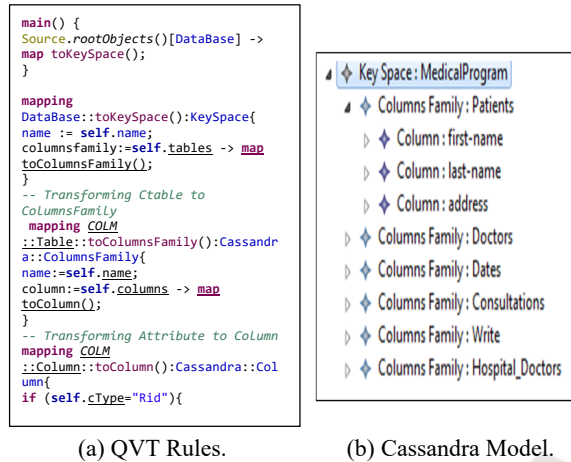 main() {
Source.rootObjects()[DataBase] ->
map toKeySpace();
}
mapping
DataBase::toKeySpace():KeySpace{
name := self.name;
columnsfamily:=self.tables -> map
toColumnsFamily();
}
-- Transforming Ctable to
ColumnsFamily
mapping COLM
::Table::toColumnsFamily():Cassandr
a::ColumnsFamily{
name:=self.name;
column:=self.columns -> map
toColumn();
}
-- Transforming Attribute to Column
mapping COLM
::Column::toColumn():Cassandra::Col
umn{
if (self.cType="Rid"){
(a) QVT Rules.
Key Space : MedicalProgram
Columns Family : Patients
Column : first-name
Column : last-name
Column : address
Columns Family : Doctors
Columns Family : Dates
Columns Family : Consultations
Columns Family : Write
Columns Family : Hospital_Doctors
(b) Cassandra Model.